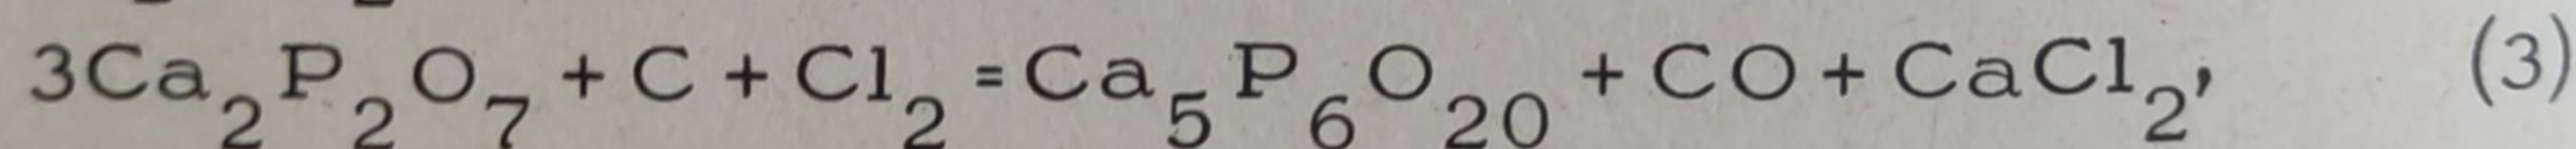 3Ca₂P₂O₇ + C + Cl₂ = Ca₅P₆O₂₀ + CO + CaCl₂, (3)